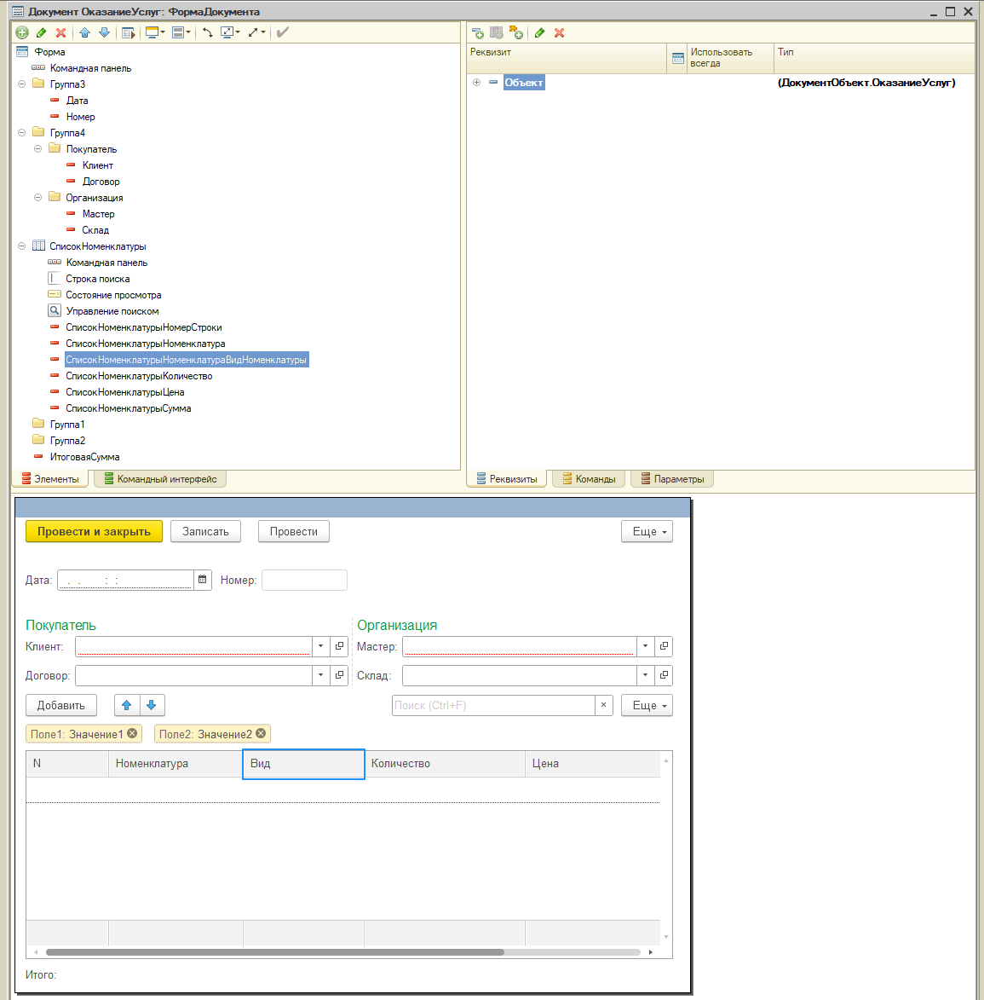 Документ ОказаниеУслуг: ФормаДокумента
Форма
Командная панель
Группа3
Дата
Номер
Группа4
Покупатель
Клиент
Договор
Организация
Мастер
Склад
СписокНоменклатуры
Командная панель
Строка поиска
Состояние просмотра
Управление поиском
СписокНоменклатурыНомерСтроки
СписокНоменклатурыНоменклатура
СписокНоменклатурыНоменклатураВидНоменклатуры
СписокНоменклатурыКоличество
СписокНоменклатурыЦена
СписокНоменклатурыСумма
Группа1
Группа2
ИтоговаяСумма
Элементы Командный интерфейс
Реквизит Использовать всегда Тип
Объект (ДокументОбъект.ОказаниеУслуг)
Реквизиты Команды Параметры
Провести и закрыть Записать Провести Еще
Дата: . . : : Номер:
Покупатель Организация
Клиент: Мастер:
Договор: Склад:
Добавить Поиск (Ctrl+F) × Еще
Поле1: Значение1 Поле2: Значение2
N Номенклатура Вид Количество Цена
Итого: